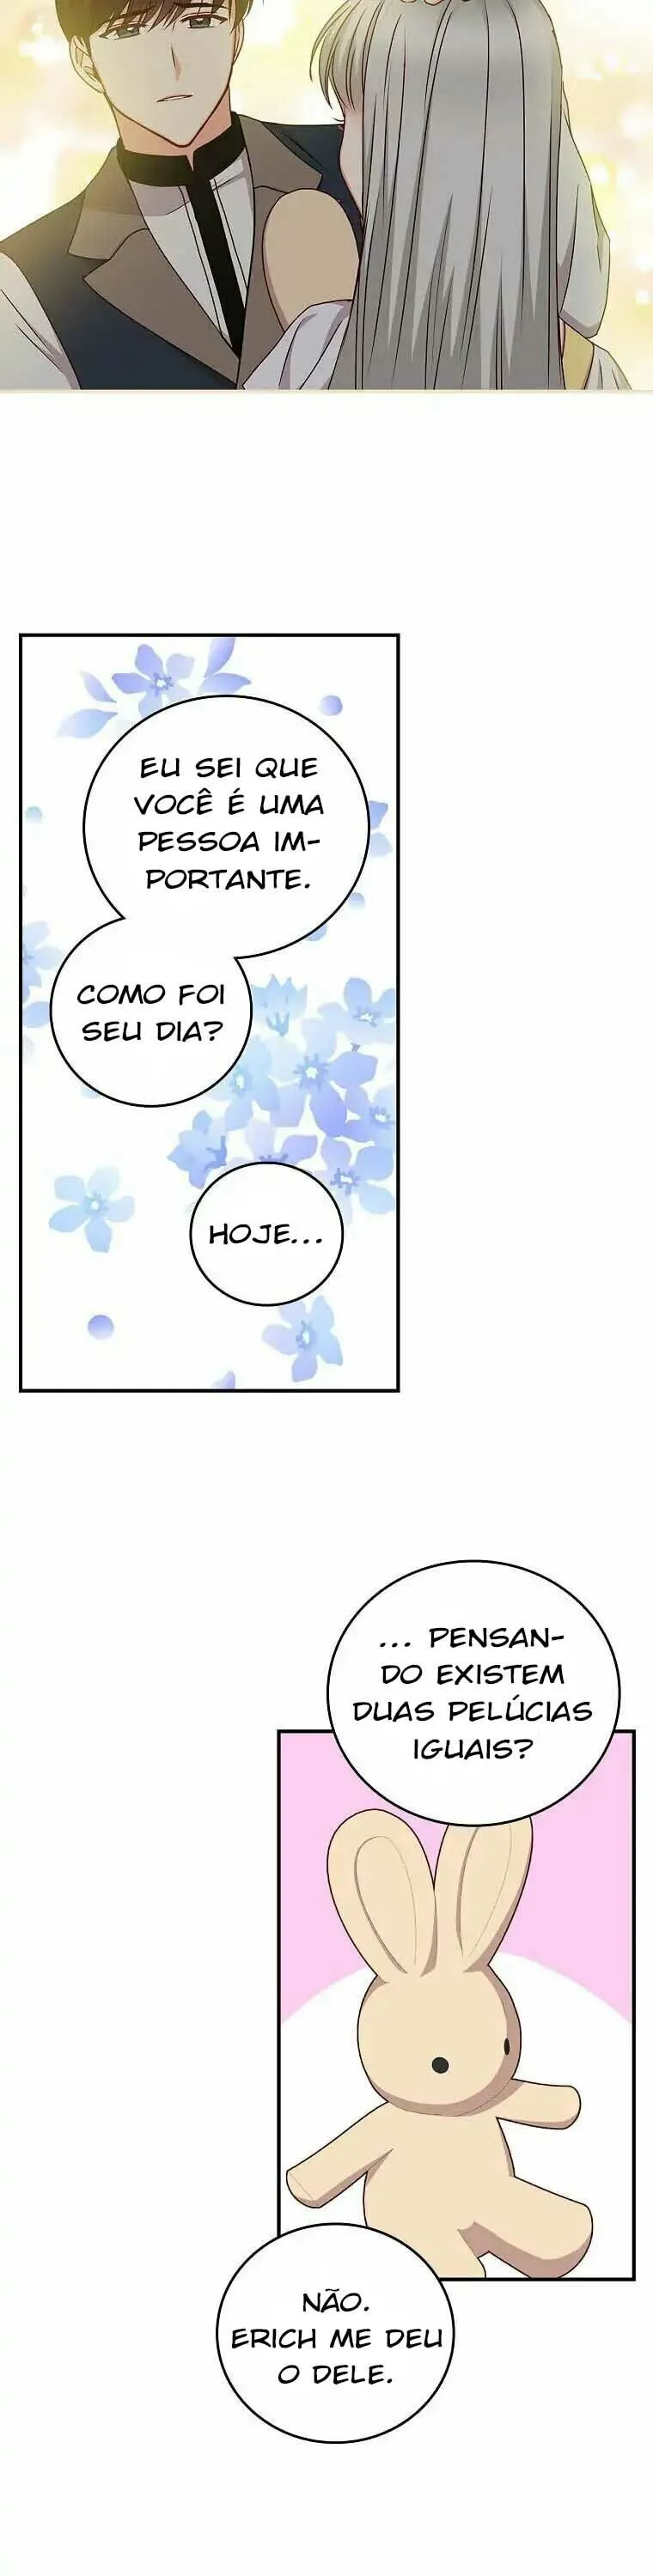 EU SEI QUE
VOCÊ É UMA
PESSOA IM-
PORTANTE.
COMO FOI
SEU DIA?
HOJE...
... PENSAN-
DO EXISTEM
DUAS PELÚCIAS
IGUAIS?
NÃO.
ERICH ME DEU
O DELE.